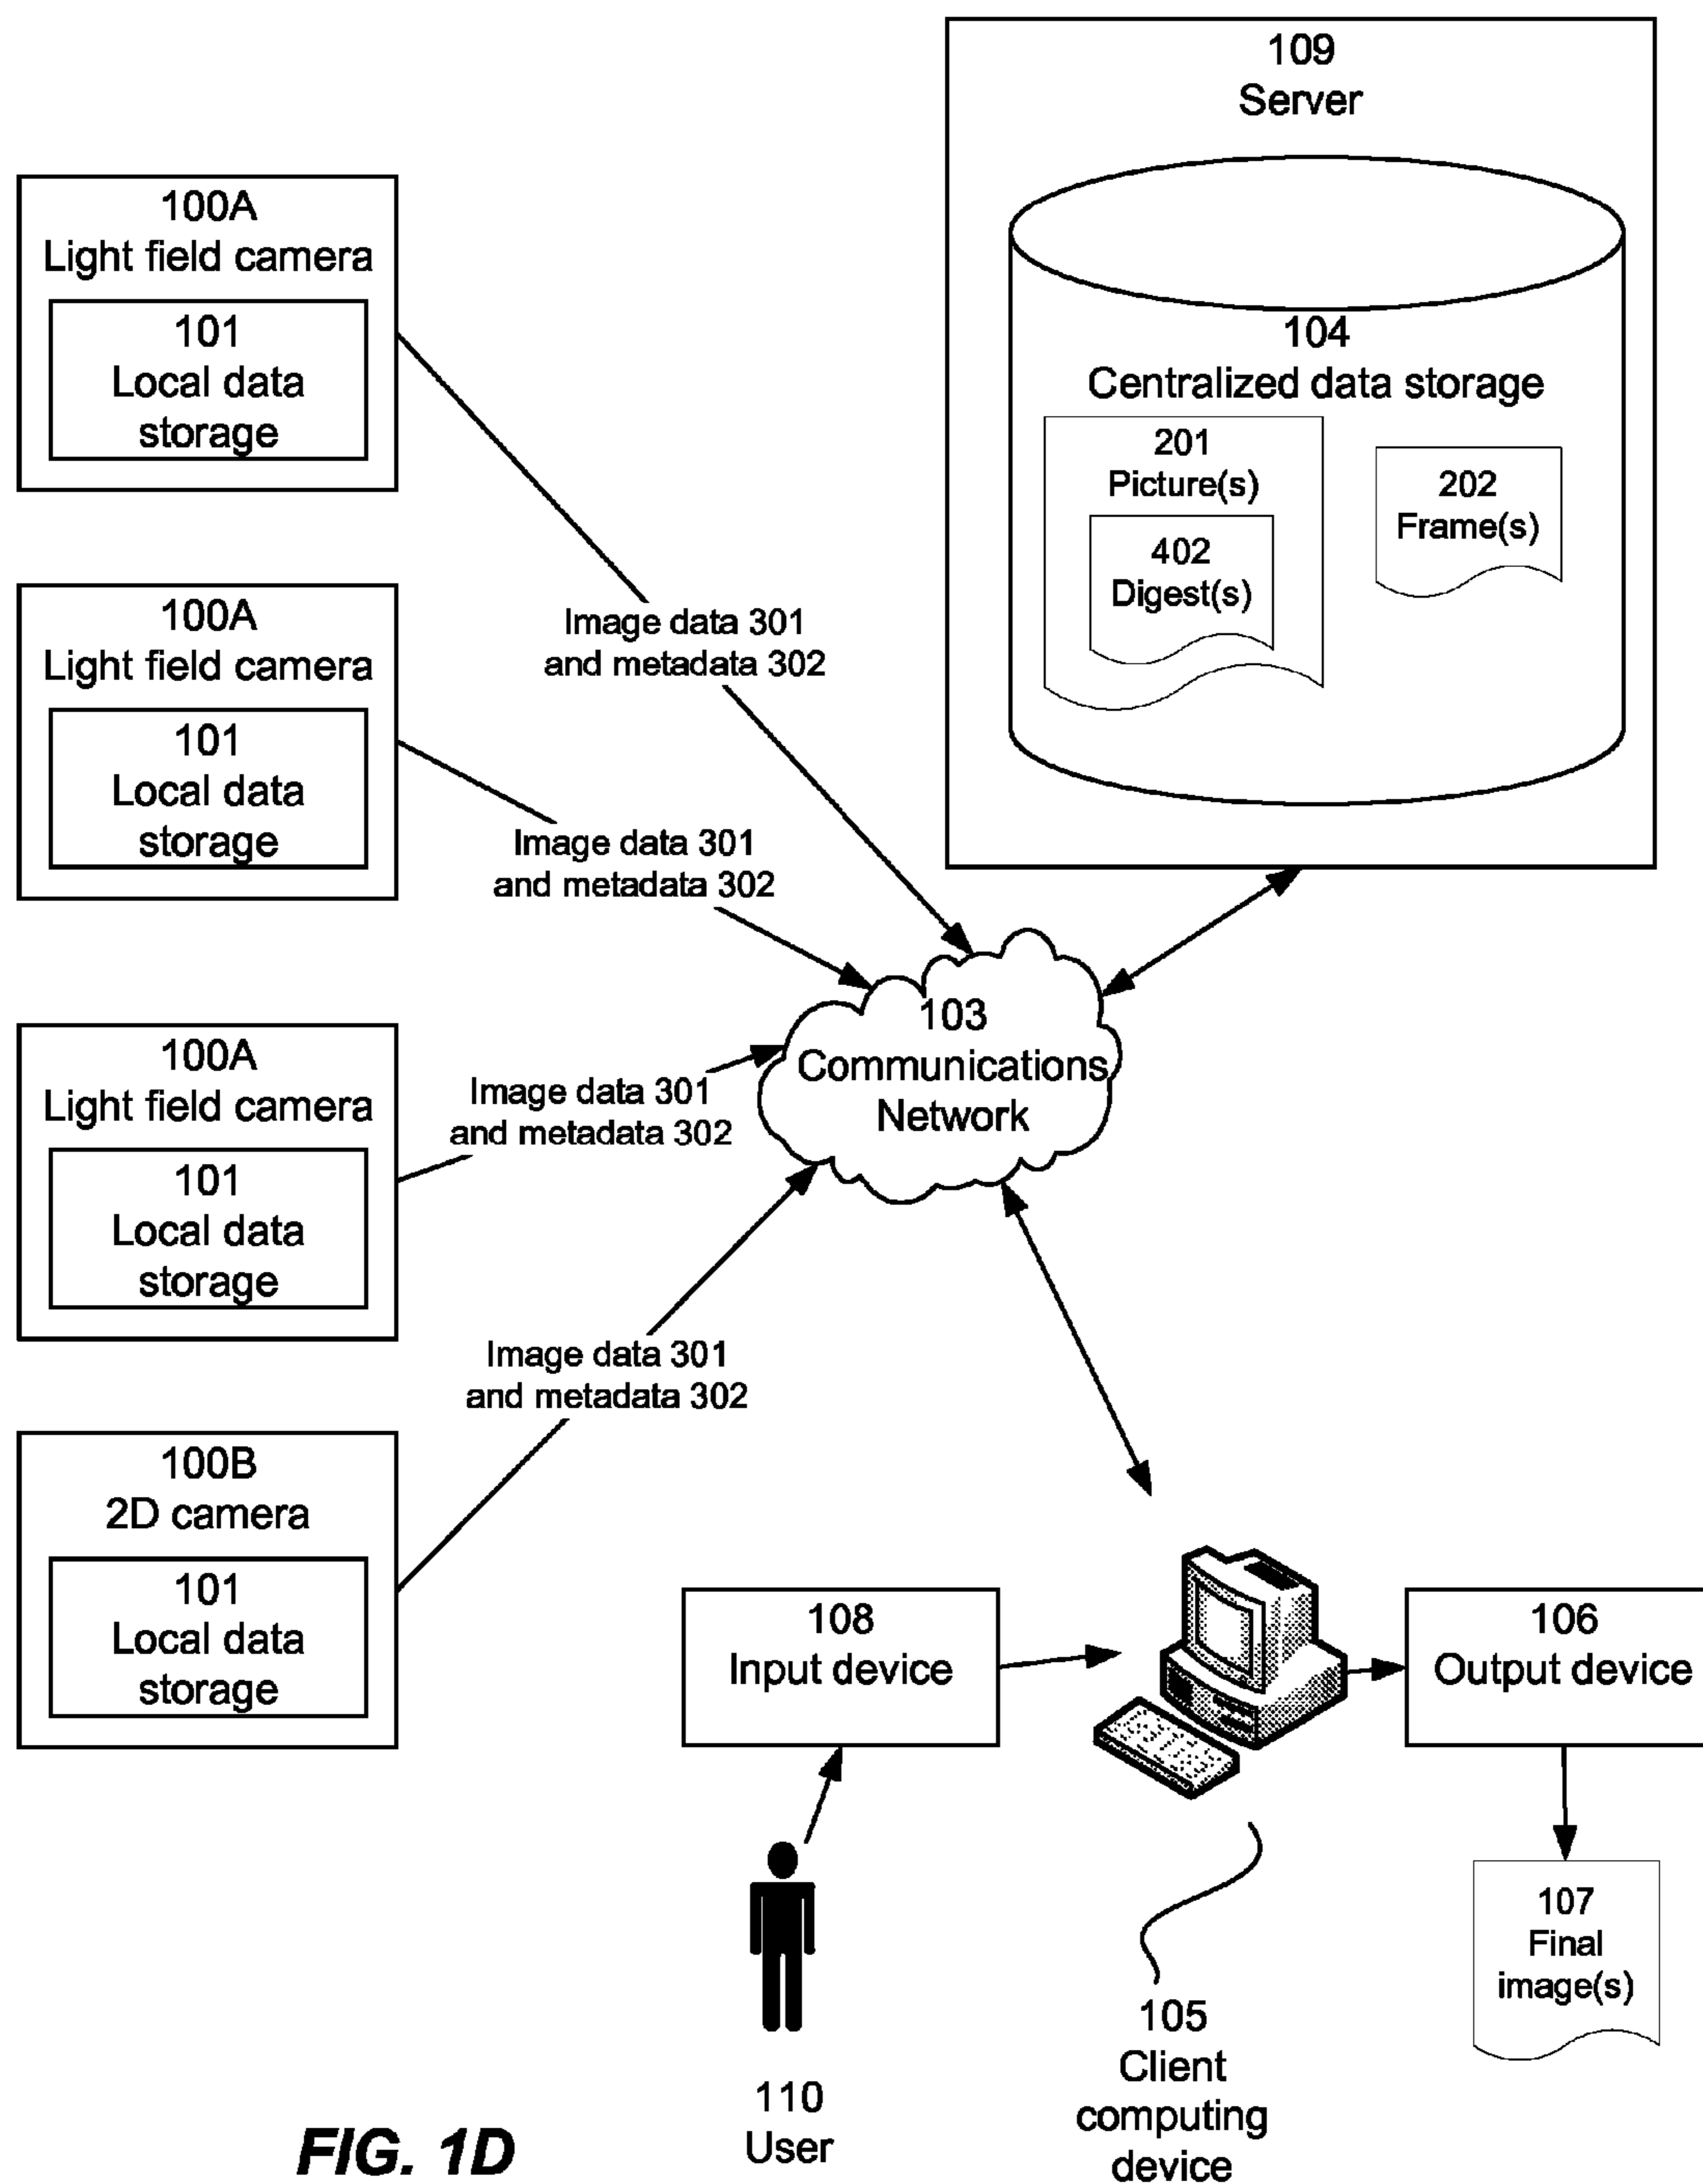 109
Server
104
Centralized data storage
201
Picture(s)
402
Digest(s)
202
Frame(s)
100A
Light field camera
101
Local data
storage
Image data 301
and metadata 302
100A
Light field camera
101
Local data
storage
Image data 301
and metadata 302
100A
Light field camera
101
Local data
storage
Image data 301
and metadata 302
103
Communications
Network
100B
2D camera
101
Local data
storage
Image data 301
and metadata 302
108
Input device
106
Output device
107
Final
image(s)
105
Client
computing
device
110
User
FIG. 1D